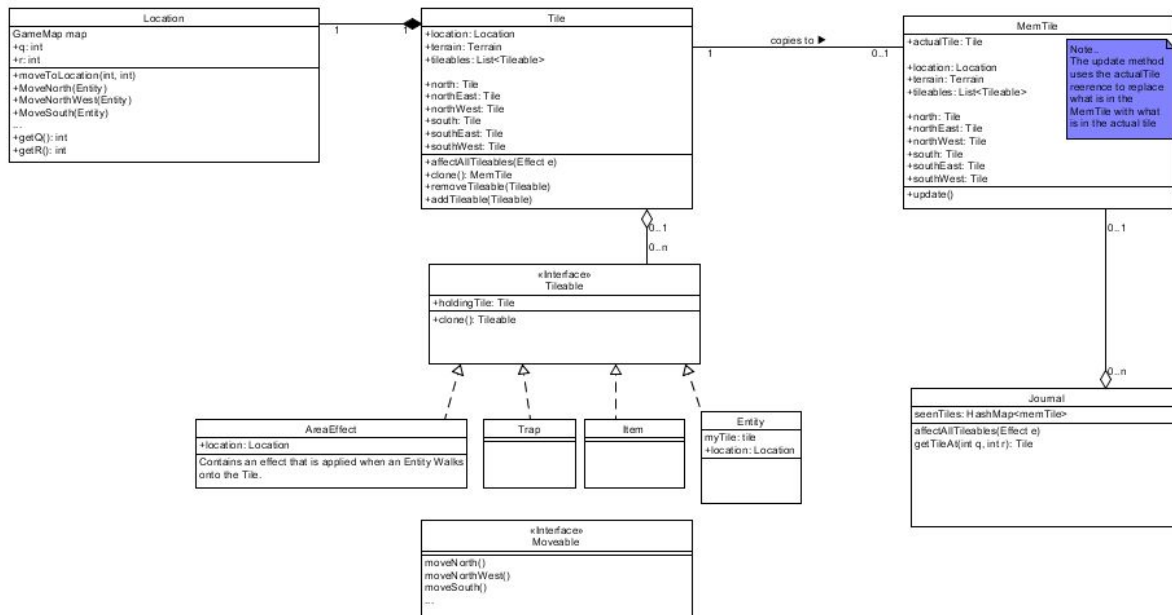 Location
GameMap map
+q: int
+r: int
+moveToLocation(int, int)
+MoveNorth(Entity)
+MoveNorthWest(Entity)
+MoveSouth(Entity)
...
+getQ(): int
+getR(): int
1
1
Tile
+location: Location
+terrain: Terrain
+tileables: List<Tileable>
+north: Tile
+northEast: Tile
+northWest: Tile
+south: Tile
+southEast: Tile
+southWest: Tile
+affectAllTileables(Effect e)
+clone(): MemTile
+removeTileable(Tileable)
+addTileable(Tileable)
1
copies to ▶
0..1
MemTile
+actualTile: Tile
+location: Location
+terrain: Terrain
+tileables: List<Tileable>
+north: Tile
+northEast: Tile
+northWest: Tile
+south: Tile
+southEast: Tile
+southWest: Tile
+update()
Note..
The update method
uses the actualTile
reerence to replace
what is in the
MemTile with what
is in the actual tile
0..1
0..n
«Interface»
Tileable
+holdingTile: Tile
+clone(): Tileable
0..1
0..n
Journal
seenTiles: HashMap<memTile>
affectAllTileables(Effect e)
getTileAt(int q, int r): Tile
AreaEffect
+location: Location
Contains an effect that is applied when an Entity Walks
onto the Tile.
Trap
Item
Entity
myTile: tile
+location: Location
«Interface»
Moveable
moveNorth()
moveNorthWest()
moveSouth()
...